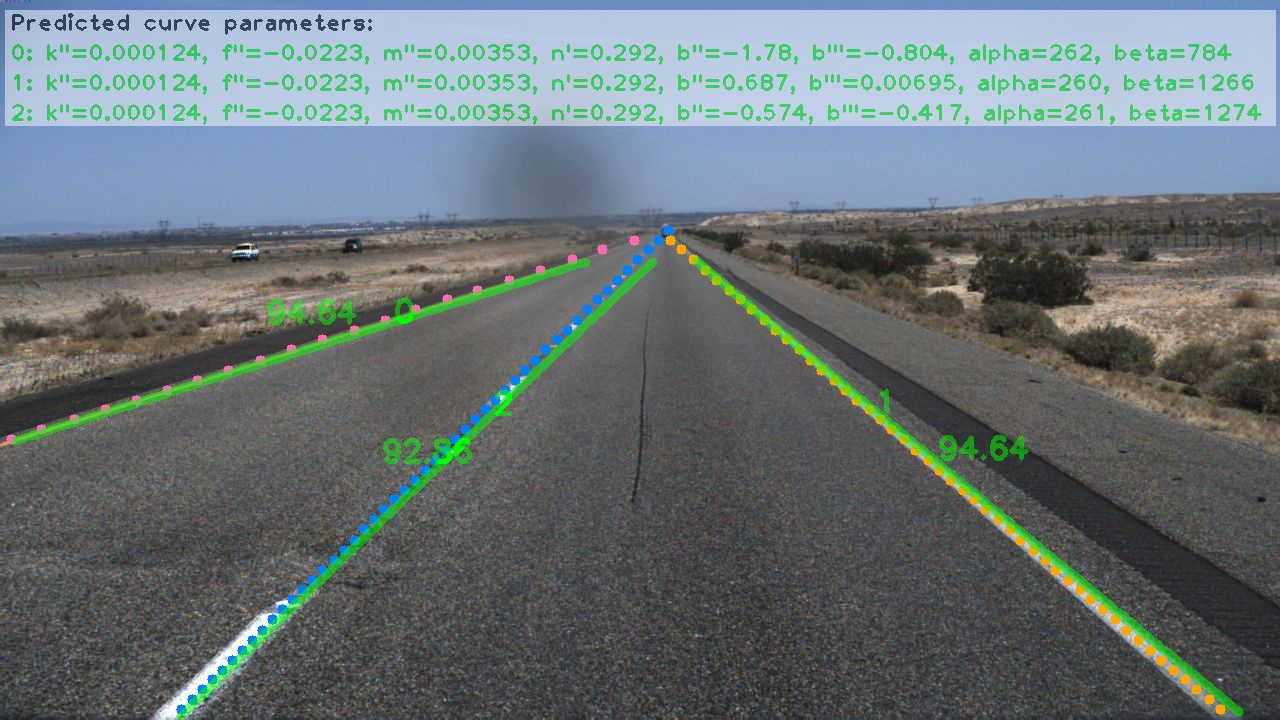 Predicted curve parameters:
0: k''=0.000124, f''=-0.0223, m''=0.00353, n'=0.292, b''=-1.78, b'''=-0.804, alpha=262, beta=784
1: k''=0.000124, f''=-0.0223, m''=0.00353, n'=0.292, b''=0.687, b'''=0.00695, alpha=260, beta=1266
2: k''=0.000124, f''=-0.0223, m''=0.00353, n'=0.292, b''=-0.574, b'''=-0.417, alpha=261, beta=1274
94.64 0
2 1
92.86 94.64